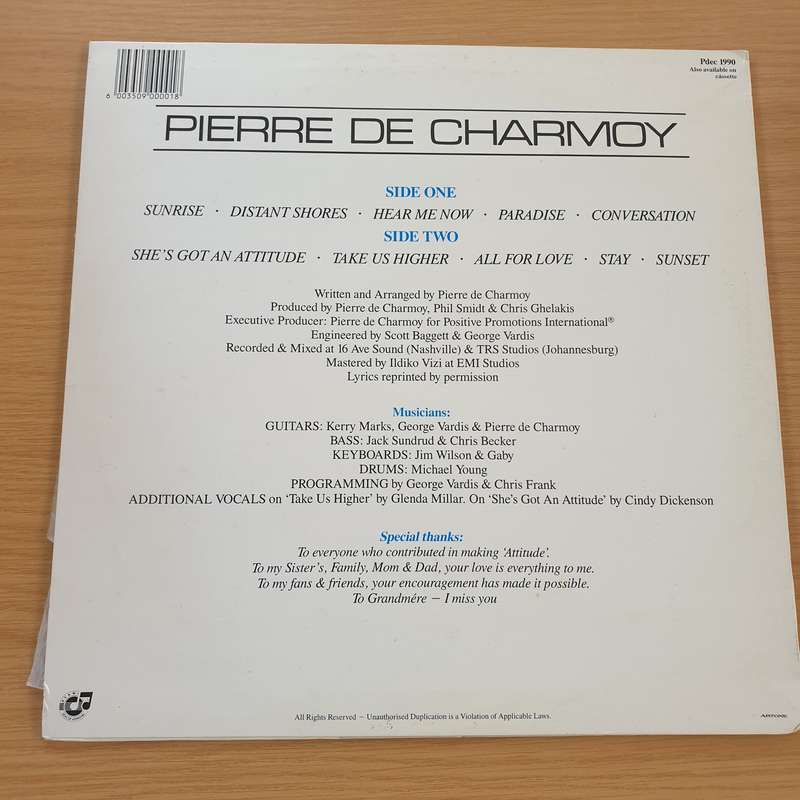 6 003509 000018
Pdec 1990
Also available on
cassette
PIERRE DE CHARMOY
SIDE ONE
SUNRISE · DISTANT SHORES · HEAR ME NOW · PARADISE · CONVERSATION
SIDE TWO
SHE'S GOT AN ATTITUDE · TAKE US HIGHER · ALL FOR LOVE · STAY · SUNSET
Written and Arranged by Pierre de Charmoy
Produced by Pierre de Charmoy, Phil Smidt & Chris Ghelakis
Executive Producer: Pierre de Charmoy for Positive Promotions International®
Engineered by Scott Baggett & George Vardis
Recorded & Mixed at 16 Ave Sound (Nashville) & TRS Studios (Johannesburg)
Mastered by Ildiko Vizi at EMI Studios
Lyrics reprinted by permission
Musicians:
GUITARS: Kerry Marks, George Vardis & Pierre de Charmoy
BASS: Jack Sundrud & Chris Becker
KEYBOARDS: Jim Wilson & Gaby
DRUMS: Michael Young
PROGRAMMING by George Vardis & Chris Frank
ADDITIONAL VOCALS on 'Take Us Higher' by Glenda Millar. On 'She's Got An Attitude' by Cindy Dickenson
Special thanks:
To everyone who contributed in making 'Attitude'.
To my Sister's, Family, Mom & Dad, your love is everything to me.
To my fans & friends, your encouragement has made it possible.
To Grandmére — I miss you
All Rights Reserved — Unauthorised Duplication is a Violation of Applicable Laws.
ARTONE